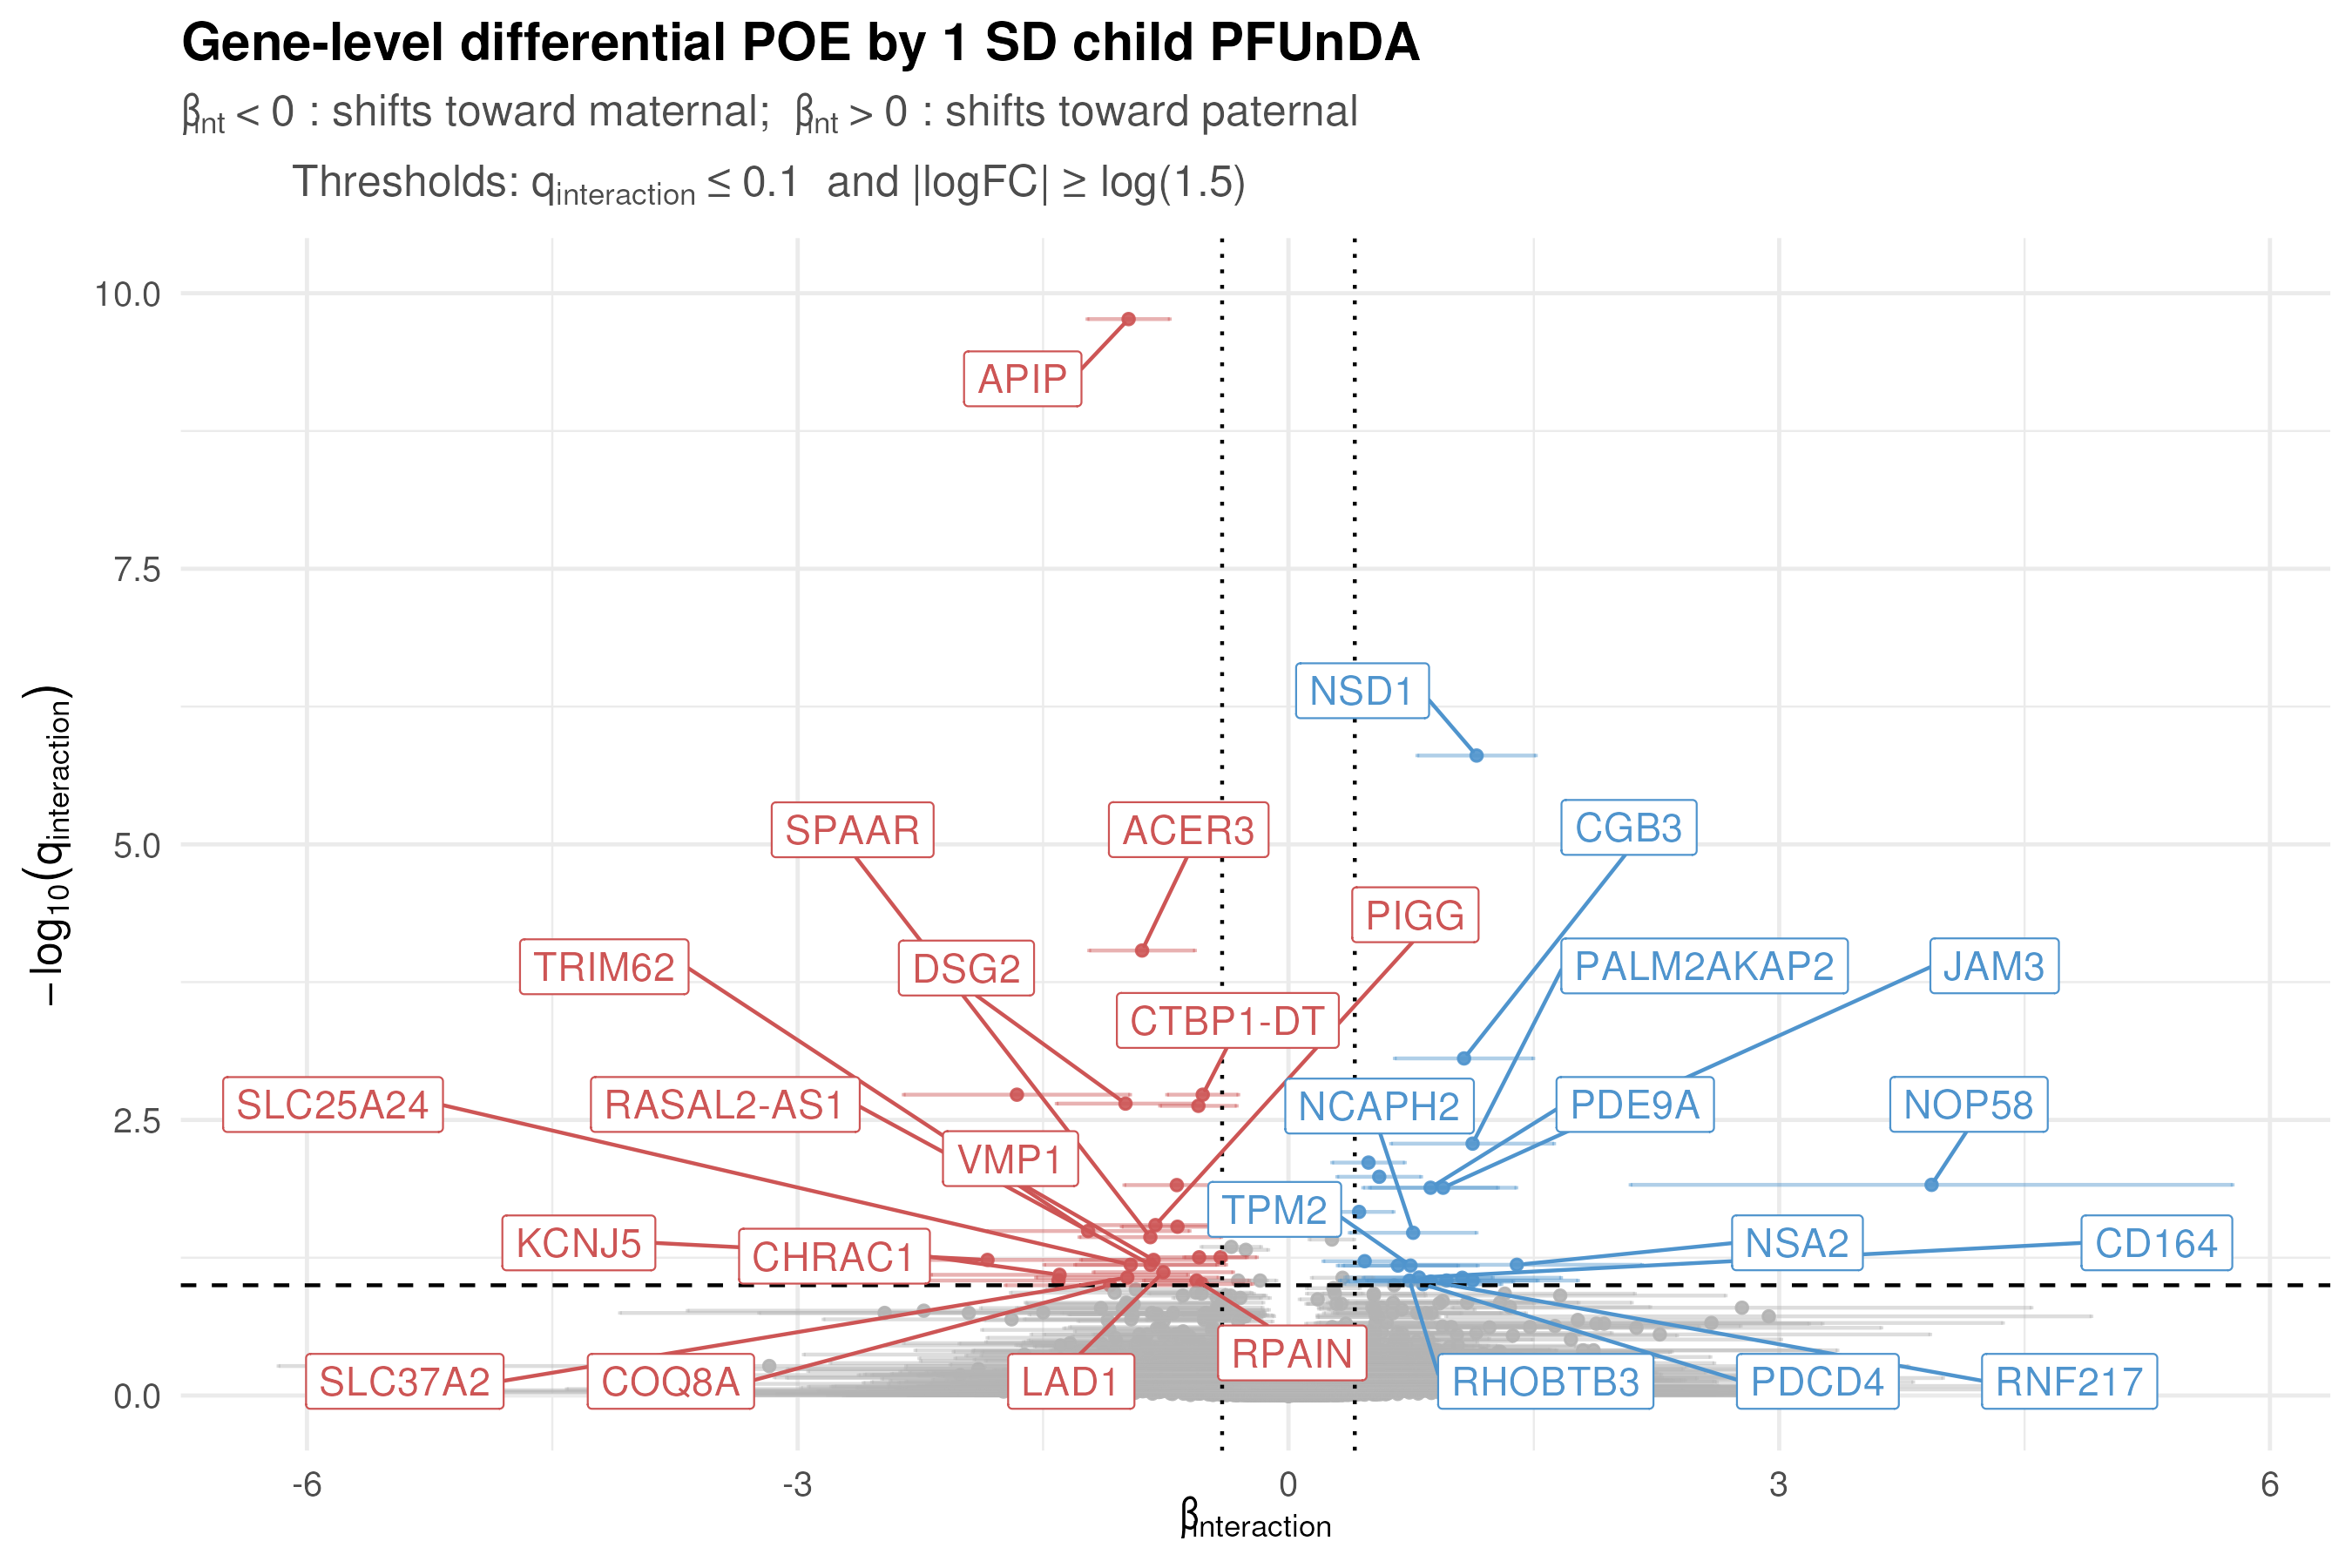 Gene-level differential POE by 1 SD child PFUnDA
βint < 0 : shifts toward maternal; βint > 0 : shifts toward paternal
Thresholds: qinteraction ≤ 0.1 and |logFC| ≥ log(1.5)
10.0
APIP
7.5
NSD1
SPAAR
ACER3
CGB3
5.0
PIGG
TRIM62
DSG2
PALM2AKAP2
JAM3
CTBP1-DT
SLC25A24
RASAL2-AS1
NCAPH2
PDE9A
NOP58
2.5
VMP1
TPM2
KCNJ5
CHRAC1
NSA2
CD164
RPAIN
SLC37A2
COQ8A
LAD1
RHOBTB3
PDCD4
RNF217
0.0
-6
-3
0
3
6
βinteraction
−log10(qinteraction)